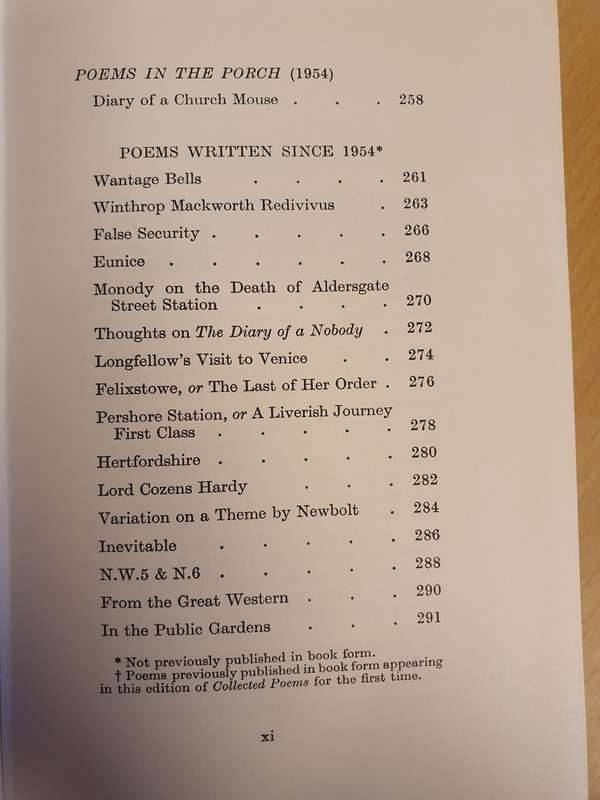 POEMS IN THE PORCH (1954)
Diary of a Church Mouse . . . 258
POEMS WRITTEN SINCE 1954*
Wantage Bells . . . . 261
Winthrop Mackworth Redivivus . 263
False Security . . . . . 266
Eunice . . . . . . 268
Monody on the Death of Aldersgate
Street Station . . . . 270
Thoughts on The Diary of a Nobody . 272
Longfellow's Visit to Venice . . 274
Felixstowe, or The Last of Her Order . 276
Pershore Station, or A Liverish Journey
First Class . . . . . 278
Hertfordshire . . . . . 280
Lord Cozens Hardy . . . 282
Variation on a Theme by Newbolt . 284
Inevitable . . . . . 286
N.W.5 & N.6 . . . . . 288
From the Great Western . . . 290
In the Public Gardens . . . 291
* Not previously published in book form.
† Poems previously published in book form appearing
in this edition of Collected Poems for the first time.
xi